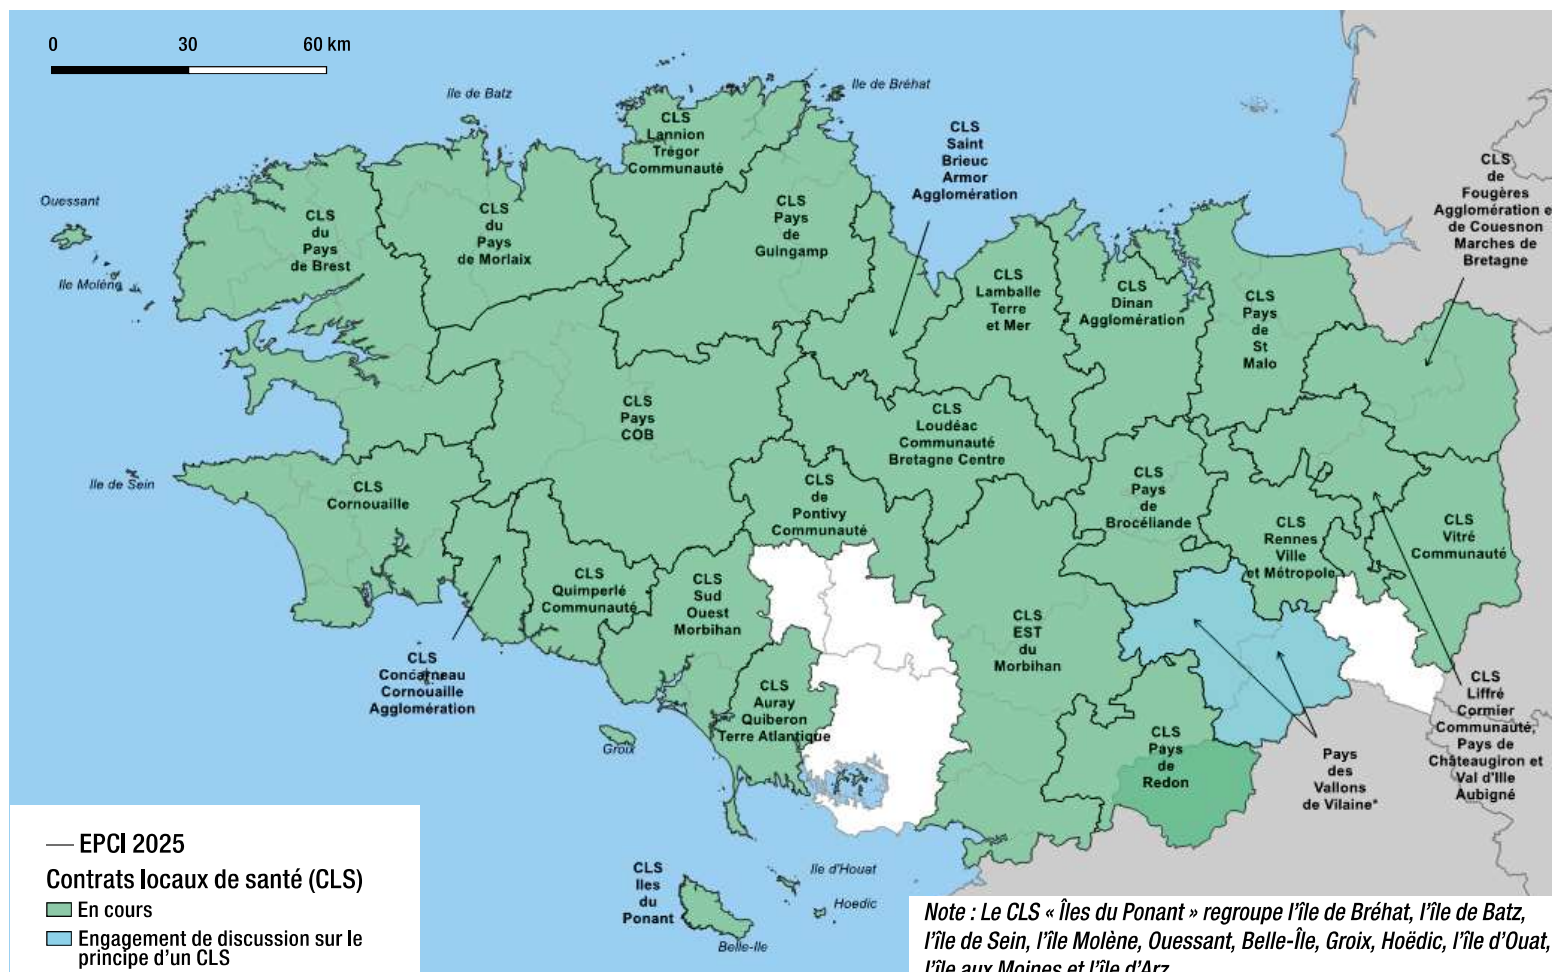 0 30 60 km
Ile de Batz
Ile de Bréhat
CLS
Lannion
Trégor
Communauté
CLS
Saint
Brieuc
Armor
Agglomération
CLS
de
Fougères
Agglomération e
de Couesnon
Marches de
Bretagne
Ouessant
Ile Molène
CLS
du
Pays
de Brest
CLS
du
Pays
de Morlaix
CLS
Pays
de
Guingamp
CLS
Lamballe
Terre
et Mer
CLS
Dinan
Agglomération
CLS
Pays
de
St
Malo
CLS
Pays
COB
CLS
Loudéac
Communauté
Bretagne Centre
Ile de Sein
CLS
Cornouaille
CLS
de
Pontivy
Communauté
CLS
Pays
de
Brocéliande
CLS
Rennes
Ville
et Métropole
CLS
Vitré
Communauté
CLS
Quimperlé
Communauté
CLS
Sud
Ouest
Morbihan
CLS
EST
du
Morbihan
CLS
Concarneau
Cornouaille
Agglomération
CLS
Auray
Quiberon
Terre Atlantique
Groix
CLS
Pays
de
Redon
Pays
des
Vallons
de Vilaine*
CLS
Liffré
Cormier
Communauté,
Pays de
Châteaugiron et
Val d'Ille
Aubigné
CLS
Iles
du
Ponant
Ile d'Houat
Hoedic
Belle-Ile
EPCI 2025
Contrats locaux de santé (CLS)
En cours
Engagement de discussion sur le
principe d'un CLS
Note : Le CLS « Îles du Ponant » regroupe l'île de Bréhat, l'île de Batz,
l'île de Sein, l'île Molène, Ouessant, Belle-Île, Groix, Hoëdic, l'île d'Ouat,
l'île aux Moines et l'île d'Arz